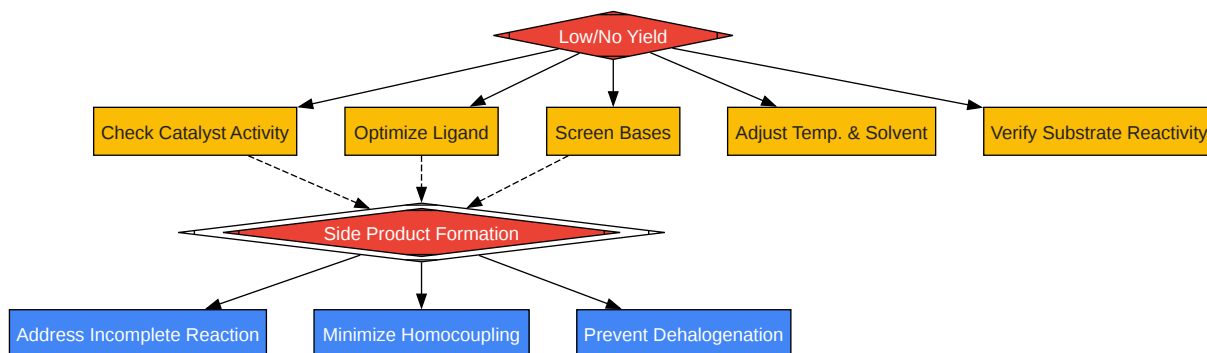 Low/No Yield
Check Catalyst Activity
Optimize Ligand
Screen Bases
Adjust Temp. & Solvent
Verify Substrate Reactivity
Side Product Formation
Address Incomplete Reaction
Minimize Homocoupling
Prevent Dehalogenation